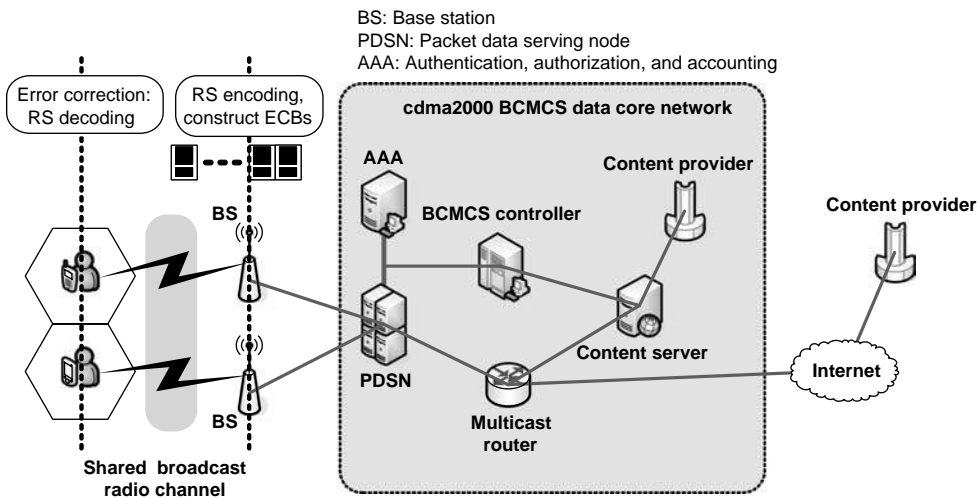 BS: Base station
PDSN: Packet data serving node
AAA: Authentication, authorization, and accounting
Error correction:
RS decoding
RS encoding,
construct ECBs
cdma2000 BCMCS data core network
AAA
Content provider
BCMCS controller
Content provider
BS
Content server
Internet
PDSN
BS
Multicast
router
Shared broadcast
radio channel